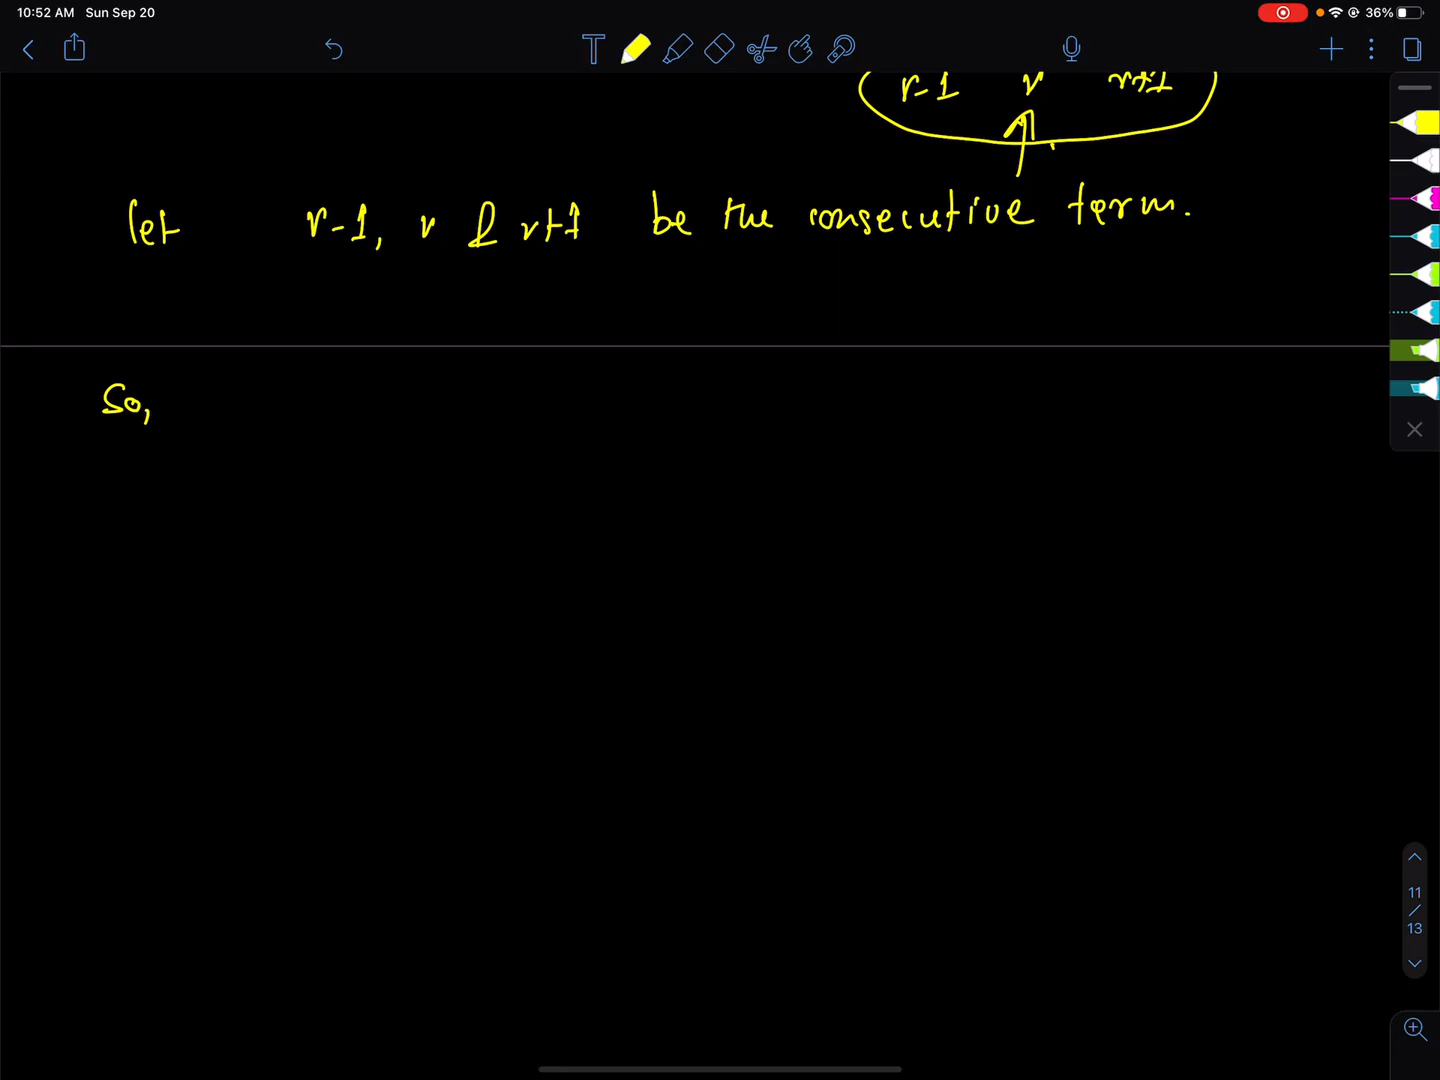 10:52 AM Sun Sep 20
36%
r-1 r r+1
let r-1, r & r+1 be the consecutive term.
So,
11
/
13